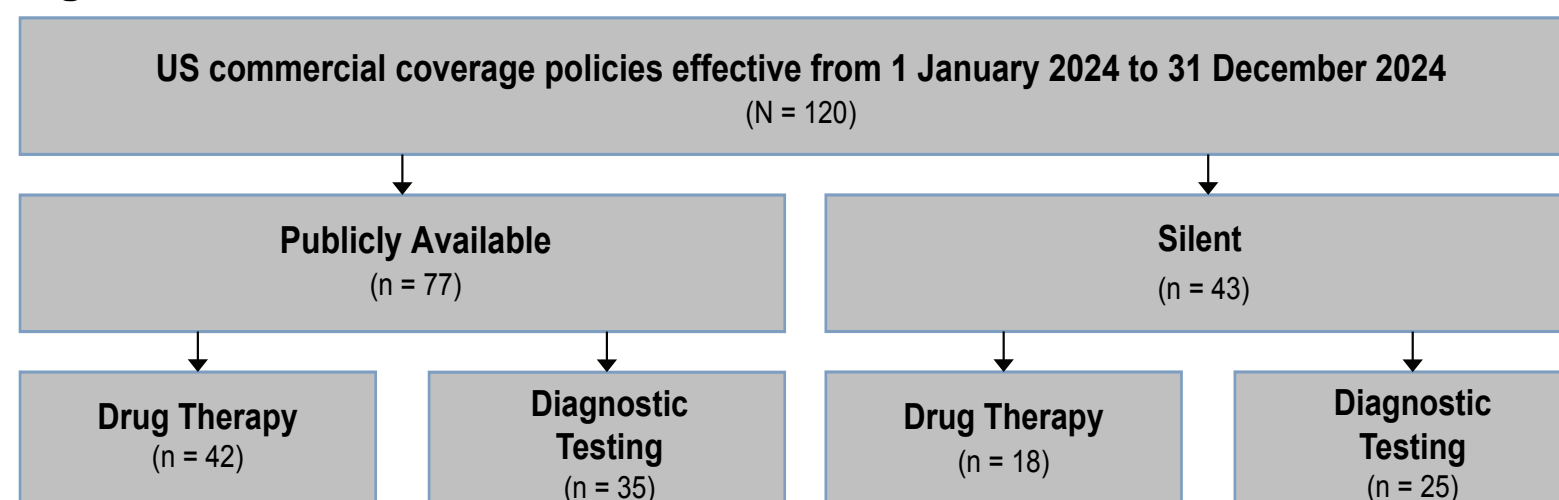 US commercial coverage policies effective from 1 January 2024 to 31 December 2024
(N = 120)
Publicly Available
(n = 77)
Silent
(n = 43)
Drug Therapy
(n = 42)
Diagnostic
Testing
(n = 35)
Drug Therapy
(n = 18)
Diagnostic
Testing
(n = 25)